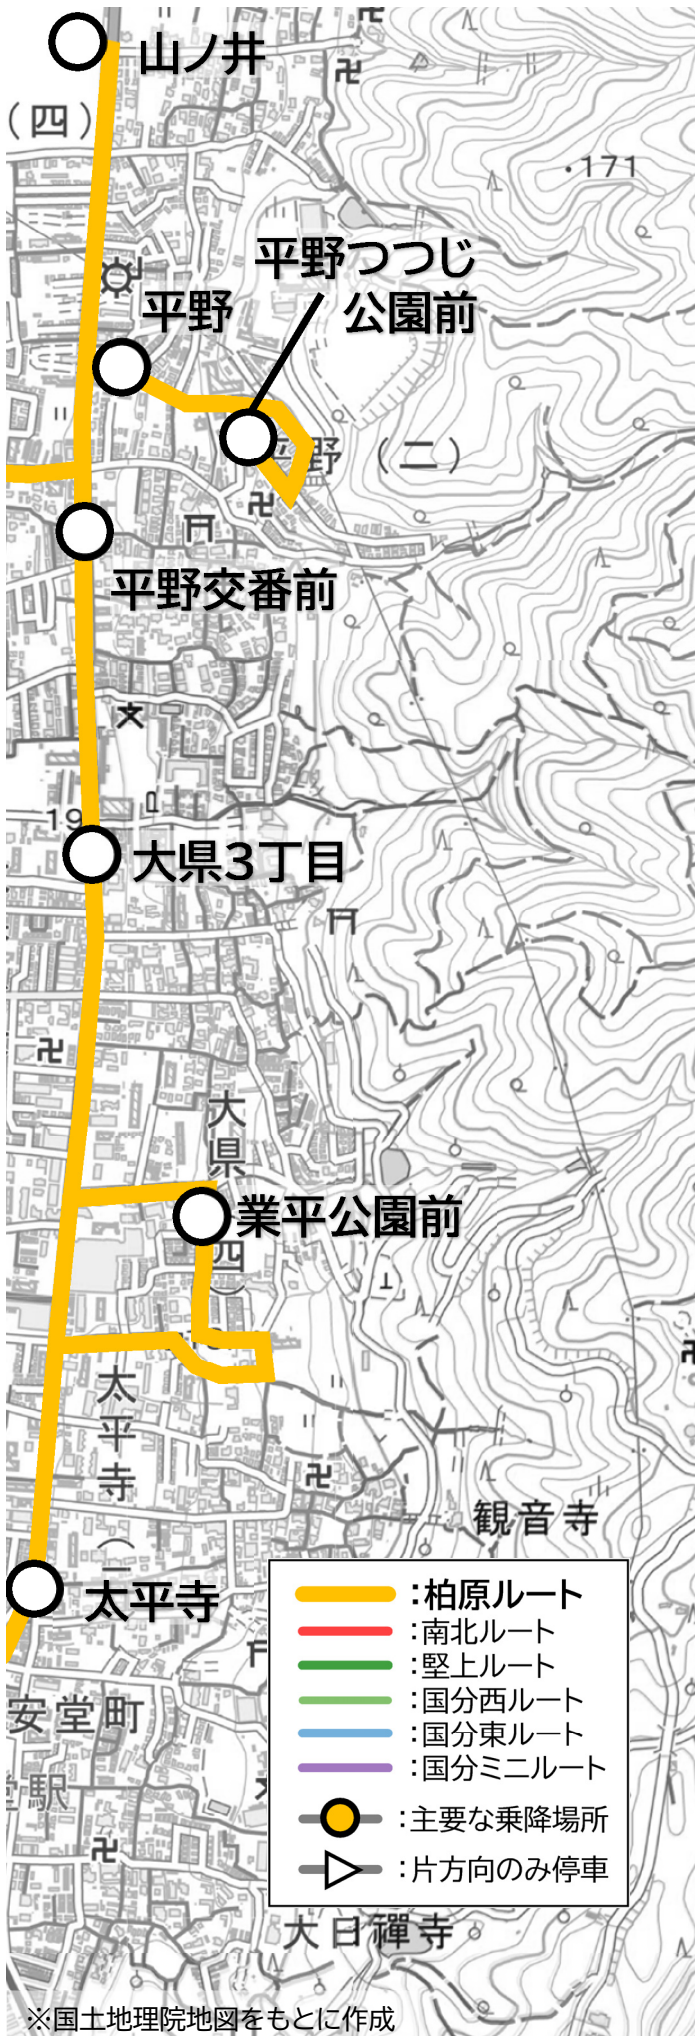 山ノ井
(四)
・171
平野つつじ
公園前
平野
平野(二)
平野交番前
19
大県3丁目
大県
業平公園前
四)
太平寺(
観音寺
太平寺
:柏原ルート
:南北ルート
:堅上ルート
:国分西ルート
:国分東ルート
:国分ミニルート
:主要な乗降場所
:片方向のみ停車
安堂町
堂駅
大日禪寺
※国土地理院地図をもとに作成